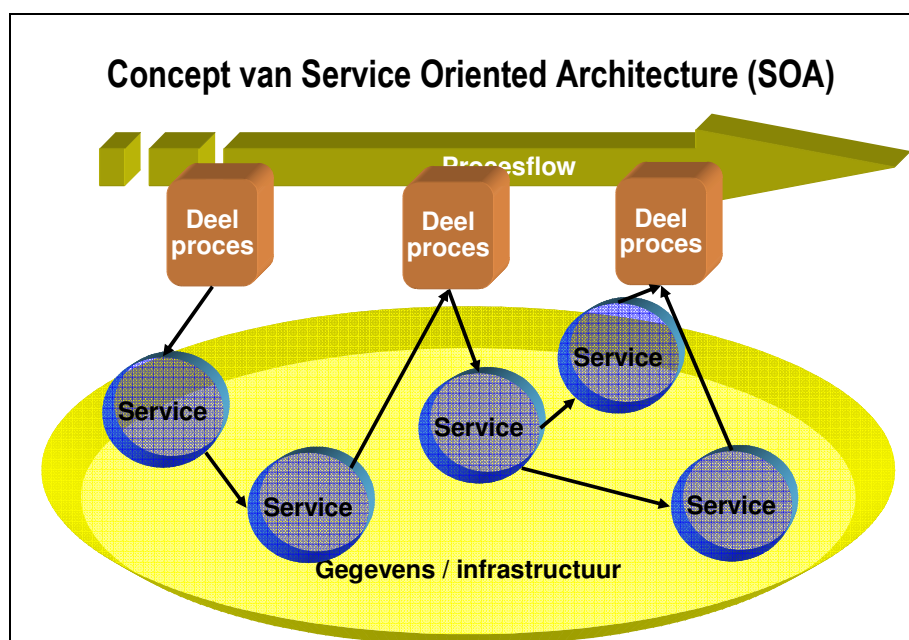 Concept van Service Oriented Architecture (SOA)
Procesflow
Deel
proces
Deel
proces
Deel
proces
Service
Service
Service
Service
Service
Gegevens / infrastructuur